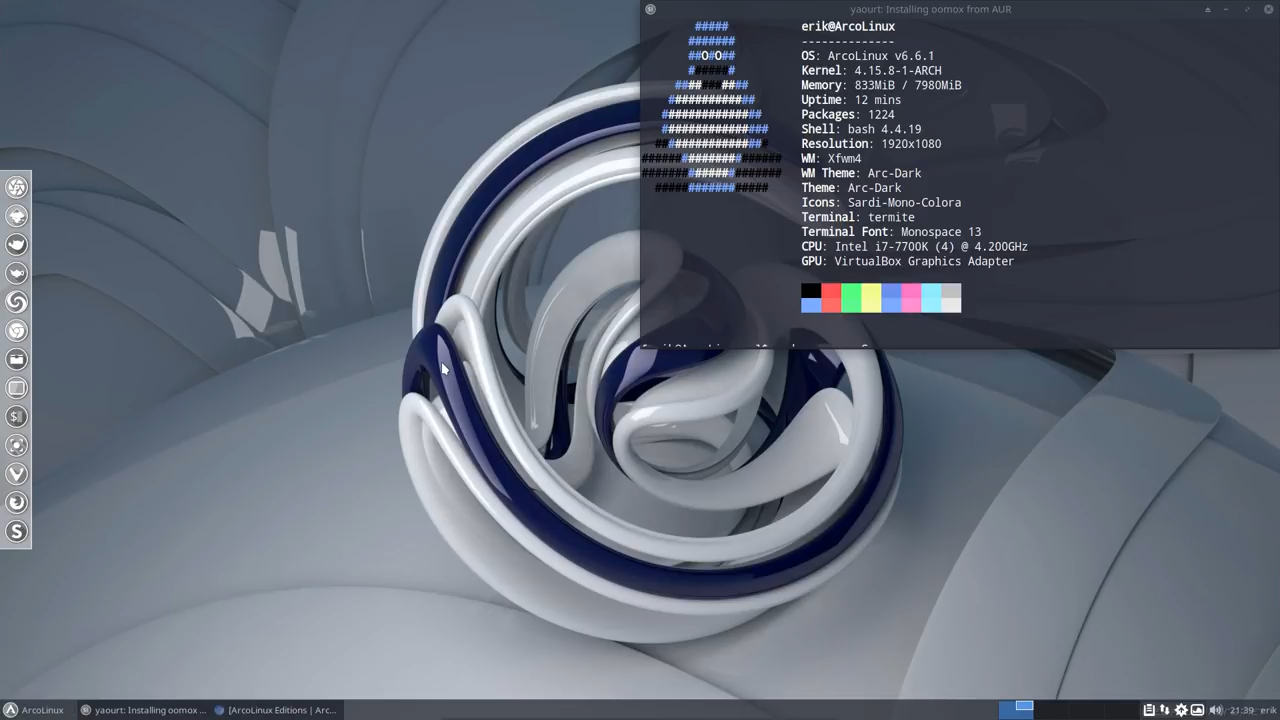 yaourt: Installing oomox from AUR
#####
#######
##O#O##
#######
###########
#############
###############
################
#################
#####################
#####################
#################
erik@ArcoLinux
--------------
OS: ArcoLinux v6.6.1
Kernel: 4.15.8-1-ARCH
Memory: 833MiB / 7980MiB
Uptime: 12 mins
Packages: 1224
Shell: bash 4.4.19
Resolution: 1920x1080
WM: Xfwm4
WM Theme: Arc-Dark
Theme: Arc-Dark
Icons: Sardi-Mono-Colora
Terminal: termite
Terminal Font: Monospace 13
CPU: Intel i7-7700K (4) @ 4.200GHz
GPU: VirtualBox Graphics Adapter
ArcoLinux
yaourt: Installing oomox ...
[ArcoLinux Editions | Arc...
21:39
erik